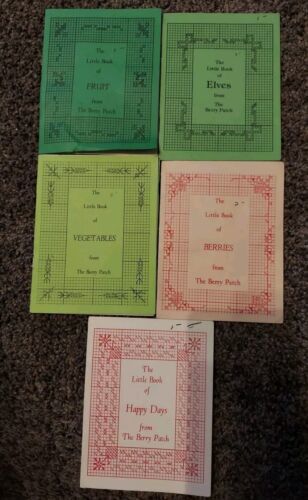 The
Little Book
of
FRUIT
from
The Berry Patch
The
Little Book
of
Elves
from
The Berry Patch
The
Little Book
of
VEGETABLES
from
The Berry Patch
The
Little Book
of
BERRIES
from
The Berry Patch
The
Little Book
of
Happy Days
from
The Berry Patch